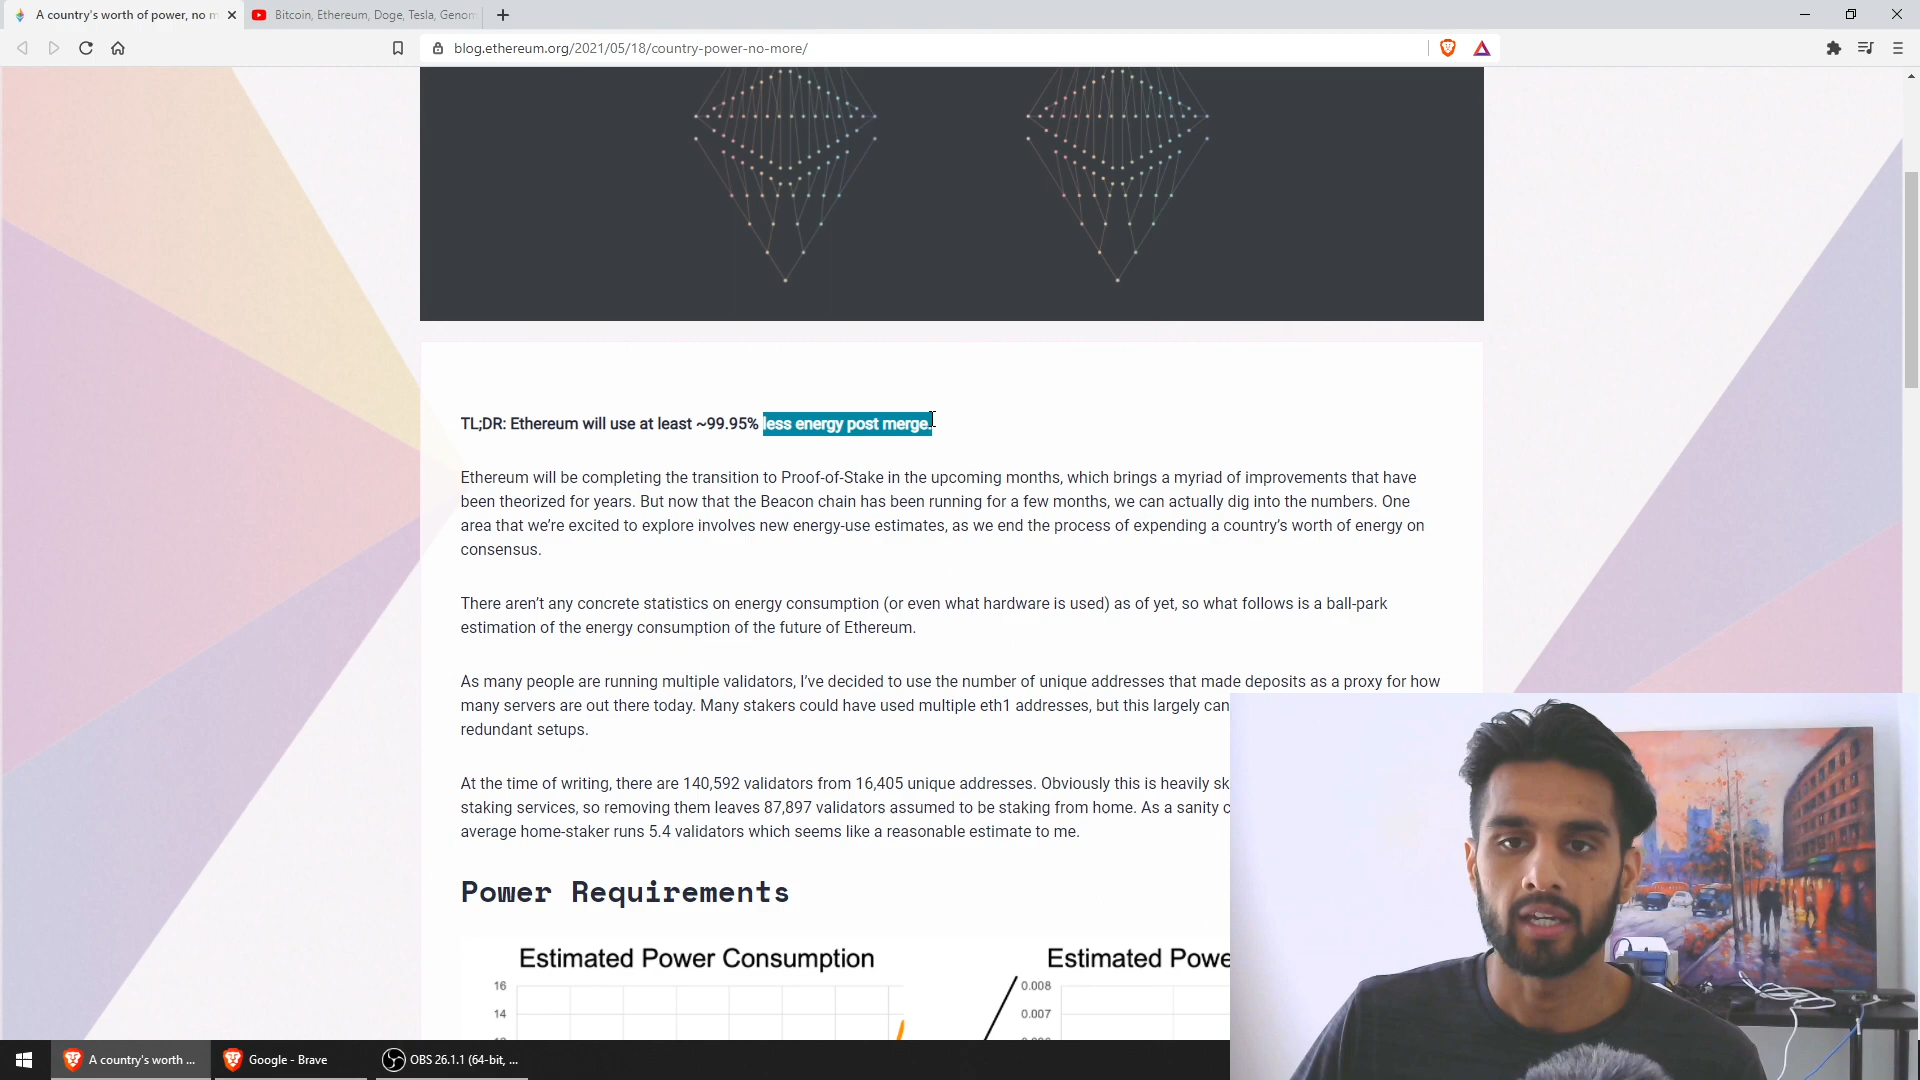 A country's worth of power, no m
Bitcoin, Ethereum, Doge, Tesla, Genom
blog.ethereum.org/2021/05/18/country-power-no-more/
TL;DR: Ethereum will use at least ~99.95% less energy post merge.
Ethereum will be completing the transition to Proof-of-Stake in the upcoming months, which brings a myriad of improvements that have
been theorized for years. But now that the Beacon chain has been running for a few months, we can actually dig into the numbers. One
area that we’re excited to explore involves new energy-use estimates, as we end the process of expending a country’s worth of energy on
consensus.
There aren’t any concrete statistics on energy consumption (or even what hardware is used) as of yet, so what follows is a ball-park
estimation of the energy consumption of the future of Ethereum.
As many people are running multiple validators, I’ve decided to use the number of unique addresses that made deposits as a proxy for how
many servers are out there today. Many stakers could have used multiple eth1 addresses, but this largely can
redundant setups.
At the time of writing, there are 140,592 validators from 16,405 unique addresses. Obviously this is heavily sk
staking services, so removing them leaves 87,897 validators assumed to be staking from home. As a sanity c
average home-staker runs 5.4 validators which seems like a reasonable estimate to me.
Power Requirements
Estimated Power Consumption
Estimated Powe
16
14
0.008
0.007
A country's worth ...
Google - Brave
OBS 26.1.1 (64-bit, ...